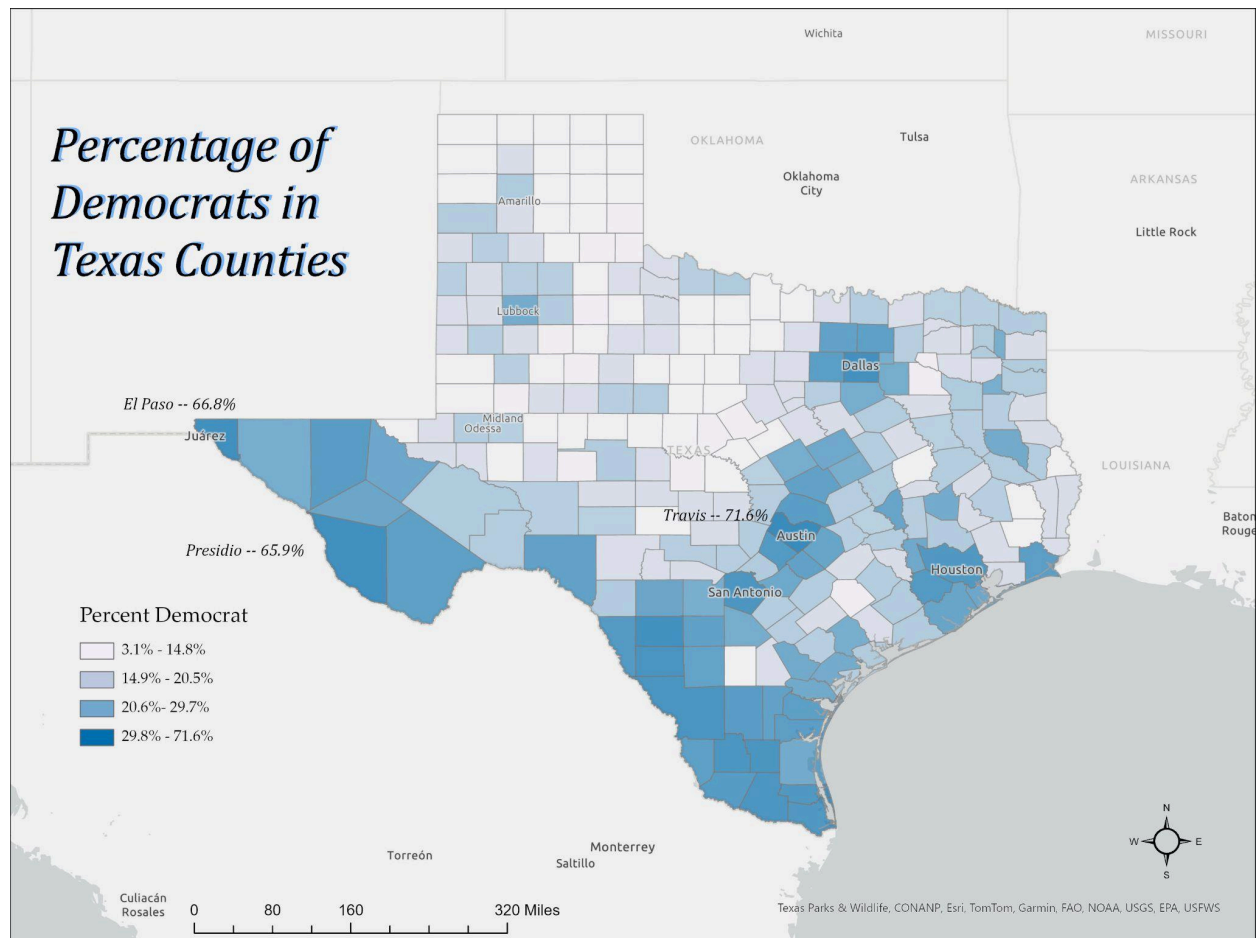 Wichita
MISSOURI
Percentage of
Democrats in
Texas Counties
OKLAHOMA
Tulsa
Oklahoma
City
ARKANSAS
Little Rock
Amarillo
Lubbock
Dallas
El Paso -- 66.8%
Juárez
Midland
Odessa
TEXAS
LOUISIANA
Baton
Rouge
Travis -- 71.6%
Austin
Presidio -- 65.9%
Houston
San Antonio
Percent Democrat
3.1% - 14.8%
14.9% - 20.5%
20.6%- 29.7%
29.8% - 71.6%
N
W
E
S
Monterrey
Saltillo
Torreón
Culiacán
Rosales
0 80 160 320 Miles
Texas Parks & Wildlife, CONANP, Esri, TomTom, Garmin, FAO, NOAA, USGS, EPA, USFWS